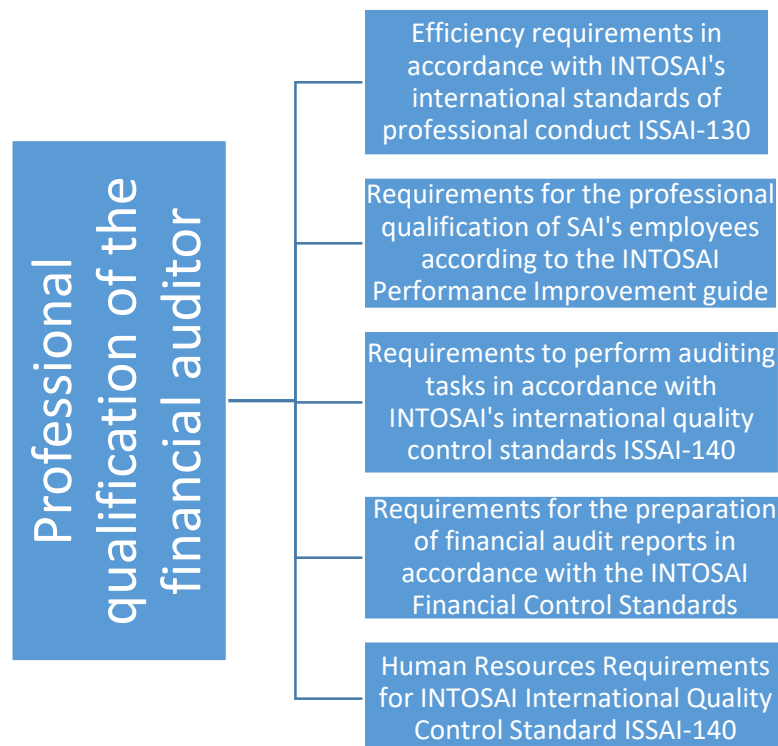 Professional
qualification of the
financial auditor
Efficiency requirements in
accordance with INTOSAI's
international standards of
professional conduct ISSAI-130
Requirements for the professional
qualification of SAI's employees
according to the INTOSAI
Performance Improvement guide
Requirements to perform auditing
tasks in accordance with
INTOSAI's international quality
control standards ISSAI-140
Requirements for the preparation
of financial audit reports in
accordance with the INTOSAI
Financial Control Standards
Human Resources Requirements
for INTOSAI International Quality
Control Standard ISSAI-140